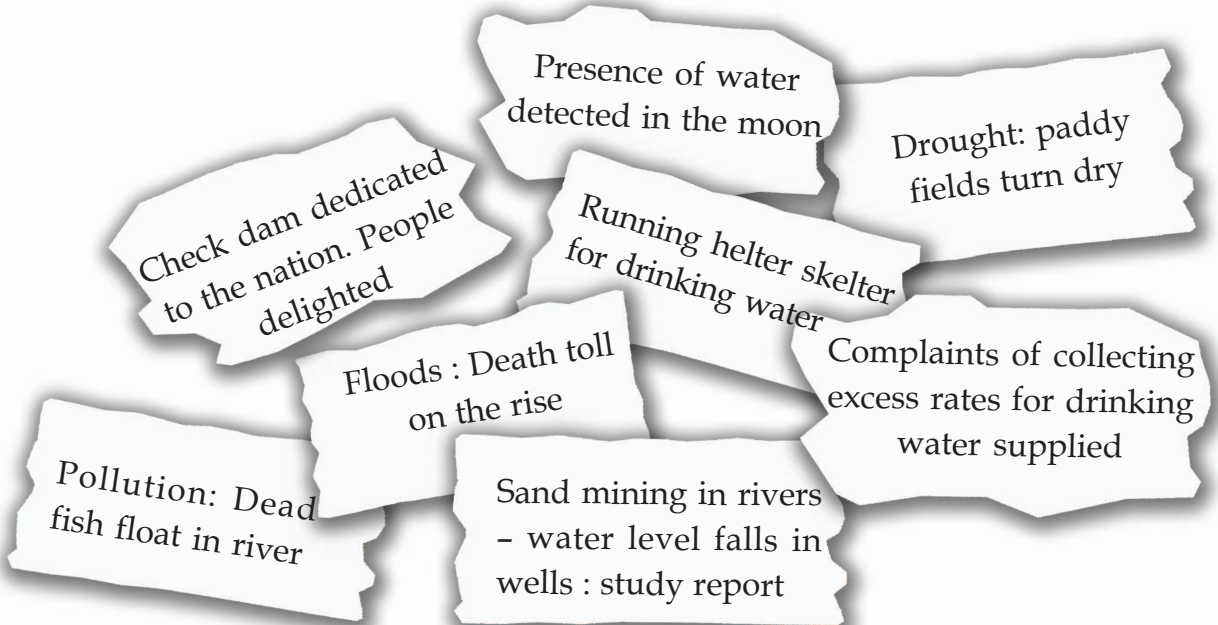 Presence of water
detected in the moon
Drought: paddy
fields turn dry
Check dam dedicated
to the nation. People
delighted
Running helter skelter
for drinking water
Floods : Death toll
on the rise
Complaints of collecting
excess rates for drinking
water supplied
Pollution: Dead
fish float in river
Sand mining in rivers
– water level falls in
wells : study report